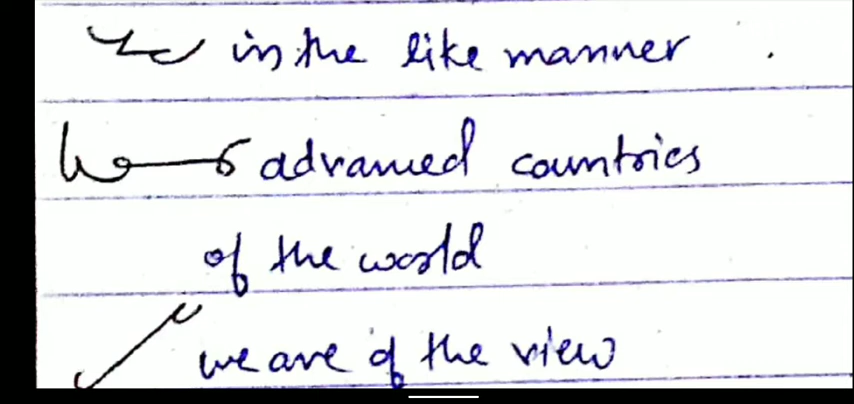 in the like manner .
advanced countries
of the world
we are of the view